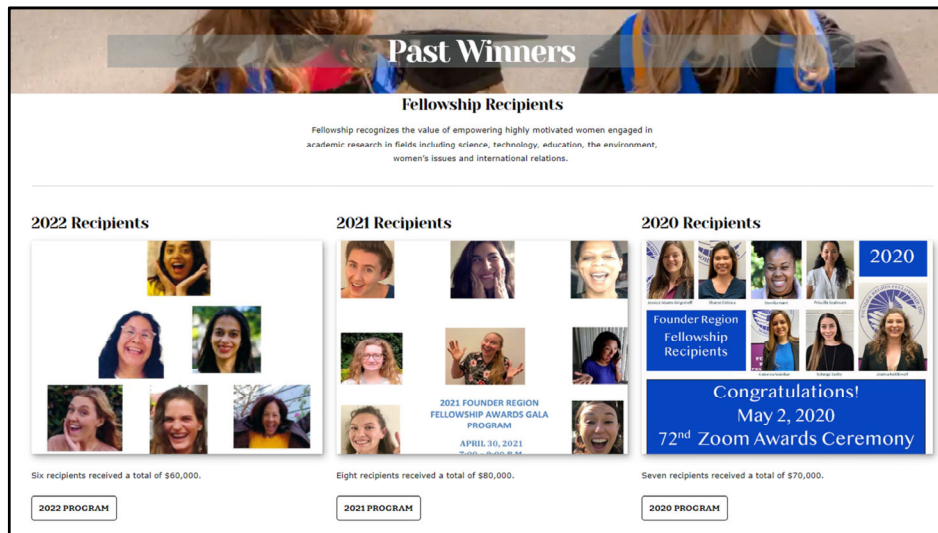 Past Winners
Fellowship Recipients
Fellowship recognizes the value of empowering highly motivated women engaged in
academic research in fields including science, technology, education, the environment,
women's issues and international relations.
2022 Recipients
Six recipients received a total of $60,000.
2022 PROGRAM
2021 Recipients
2021 FOUNDER REGION
FELLOWSHIP AWARDS GALA
PROGRAM
APRIL 30, 2021
Eight recipients received a total of $80,000.
2021 PROGRAM
2020 Recipients
2020
Founder Region
Fellowship
Recipients
Congratulations!
May 2, 2020
72nd Zoom Awards Ceremony
Seven recipients received a total of $70,000.
2020 PROGRAM